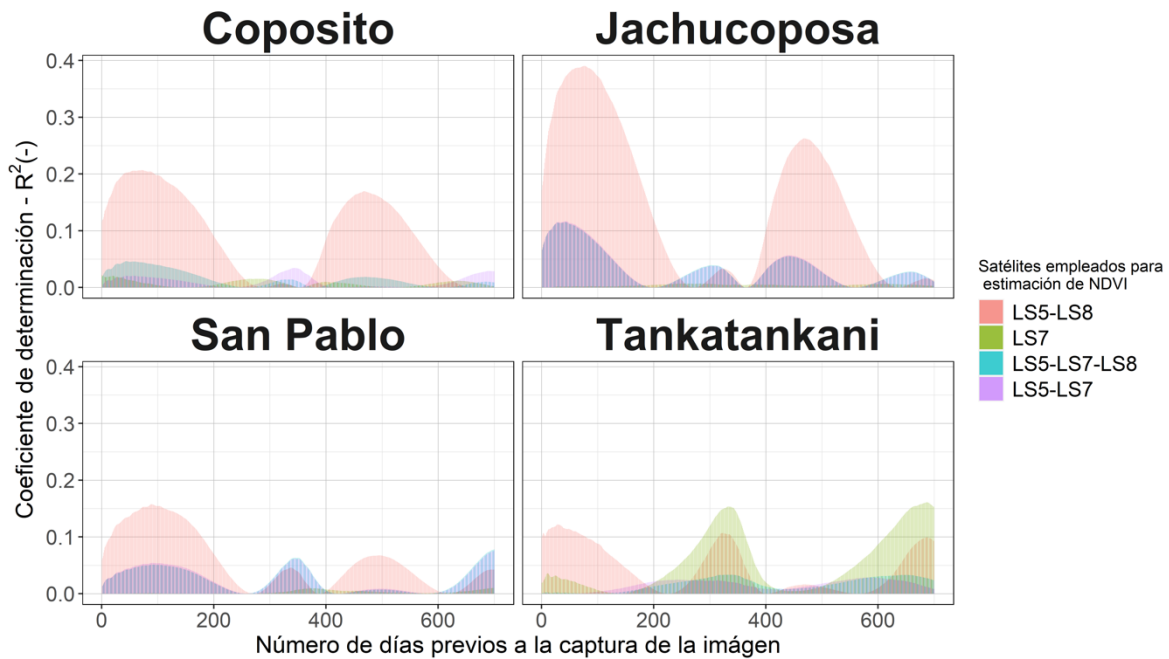 Coposito
Jachucoposa
0.4
0.3
0.2
0.1
0.0
San Pablo
Tankatankani
0.4
0.3
0.2
0.1
0.0
0
200
400
600
0
200
400
600
Coeficiente de determinación - R²(-)
Número de días previos a la captura de la imágen
Satélites empleados para
estimación de NDVI
LS5-LS8
LS7
LS5-LS7-LS8
LS5-LS7